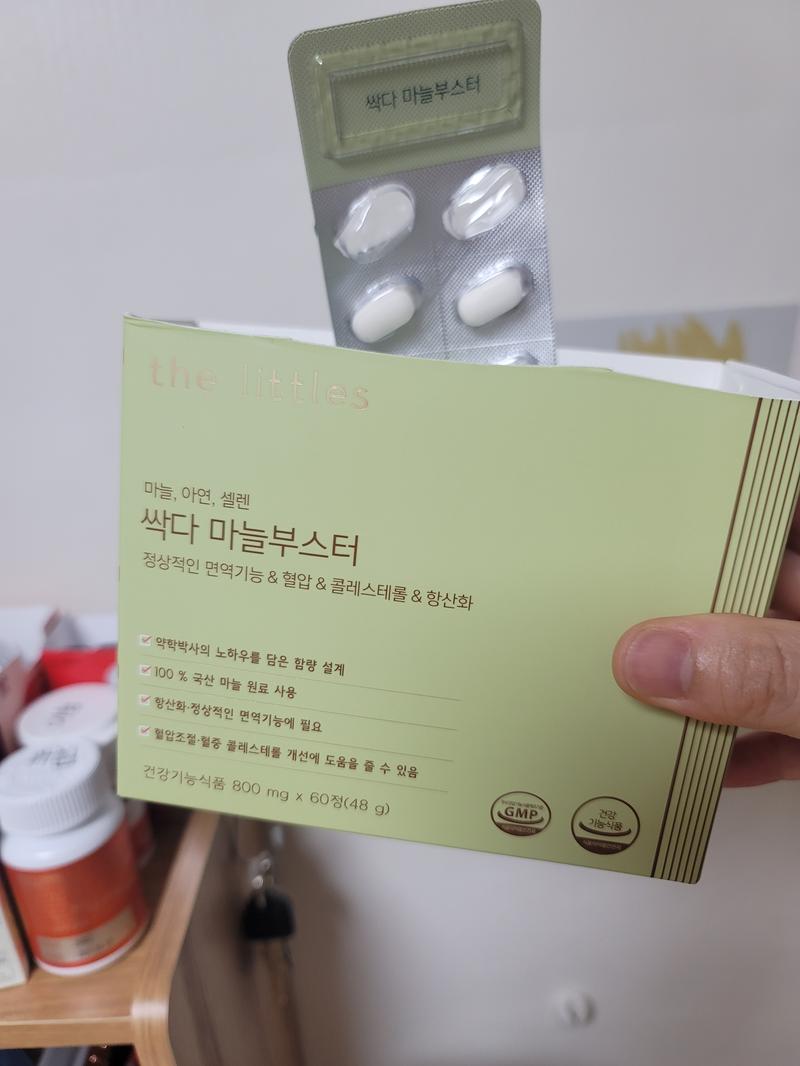 싹다 마늘부스터
the littles
마늘, 아연, 셀렌
싹다 마늘부스터
정상적인 면역기능 & 혈압 & 콜레스테롤 & 항산화
약학박사의 노하우를 담은 함량 설계
100 % 국산 마늘 원료 사용
항산화·정상적인 면역기능에 필요
혈압조절·혈중 콜레스테롤 개선에 도움을 줄 수 있음
건강기능식품 800 mg x 60정(48 g)
GMP
건강
기능식품